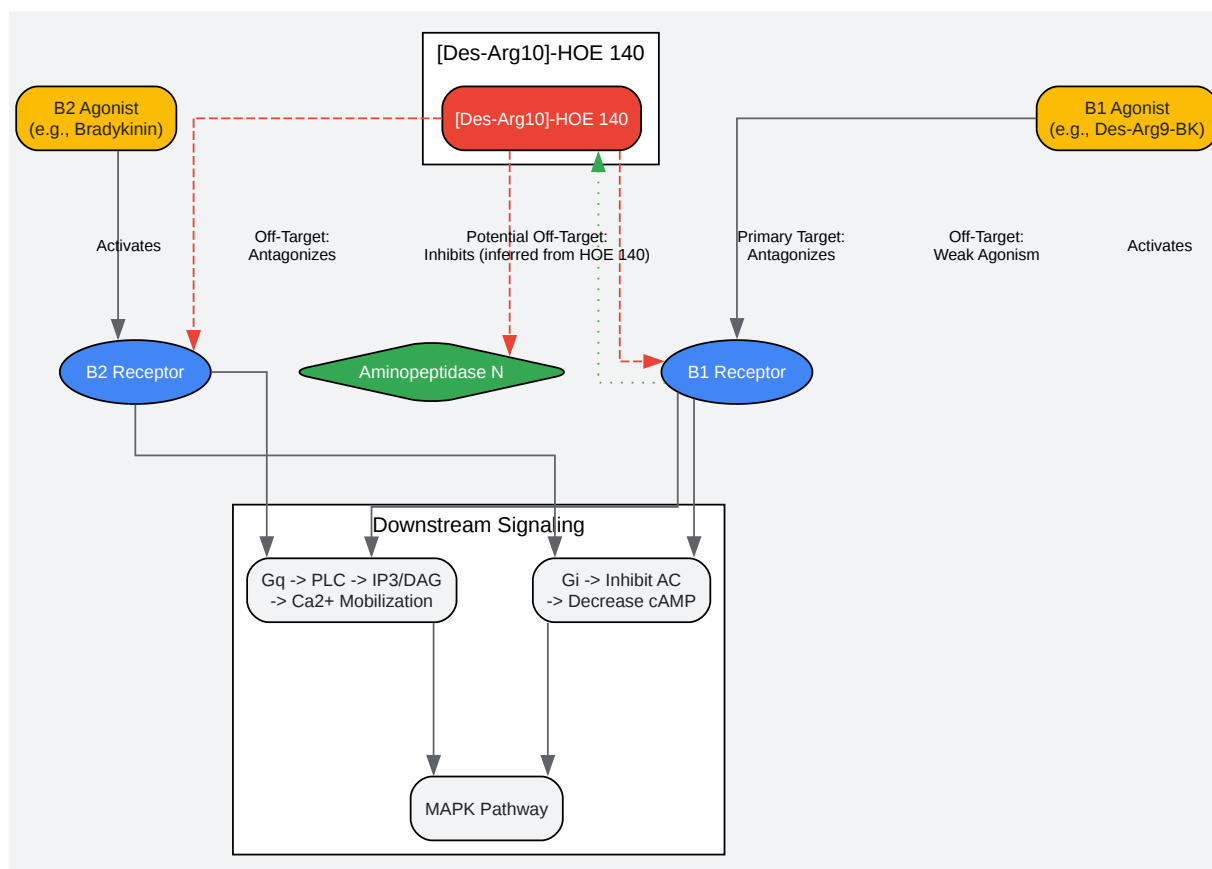 [Des-Arg10]-HOE 140
B2 Agonist
(e.g., Bradykinin)
[Des-Arg10]-HOE 140
B1 Agonist
(e.g., Des-Arg9-BK)
Activates
Off-Target:
Antagonizes
Potential Off-Target:
Inhibits (inferred from HOE 140)
Primary Target:
Antagonizes
Off-Target:
Weak Agonism
Activates
B2 Receptor
Aminopeptidase N
B1 Receptor
Downstream Signaling
Gq -> PLC -> IP3/DAG
-> Ca2+ Mobilization
Gi -> Inhibit AC
-> Decrease cAMP
MAPK Pathway